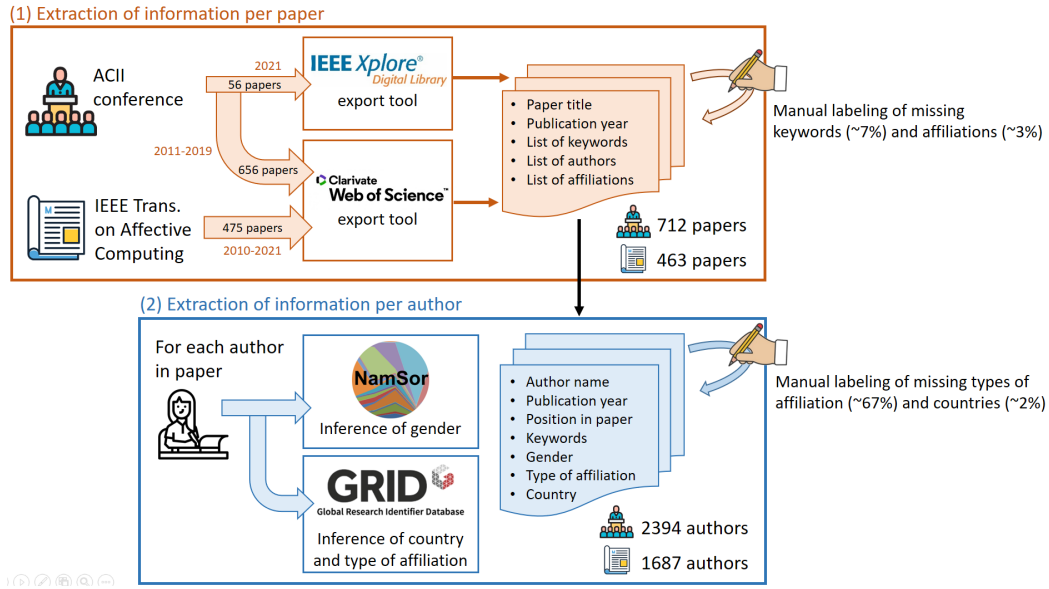 (1) Extraction of information per paper
ACII
conference
2021
56 papers
2011-2019
656 papers
IEEE Trans.
on Affective
Computing
475 papers
2010-2021
IEEE Xplore®
Digital Library
export tool
Clarivate
Web of Science™
export tool
• Paper title
• Publication year
• List of keywords
• List of authors
• List of affiliations
712 papers
463 papers
Manual labeling of missing
keywords (~7%) and affiliations (~3%)
(2) Extraction of information per author
For each author
in paper
NamSor
Inference of gender
GRID
Global Research Identifier Database
Inference of country
and type of affiliation
• Author name
• Publication year
• Position in paper
• Keywords
• Gender
• Type of affiliation
• Country
2394 authors
1687 authors
Manual labeling of missing types of
affiliation (~67%) and countries (~2%)